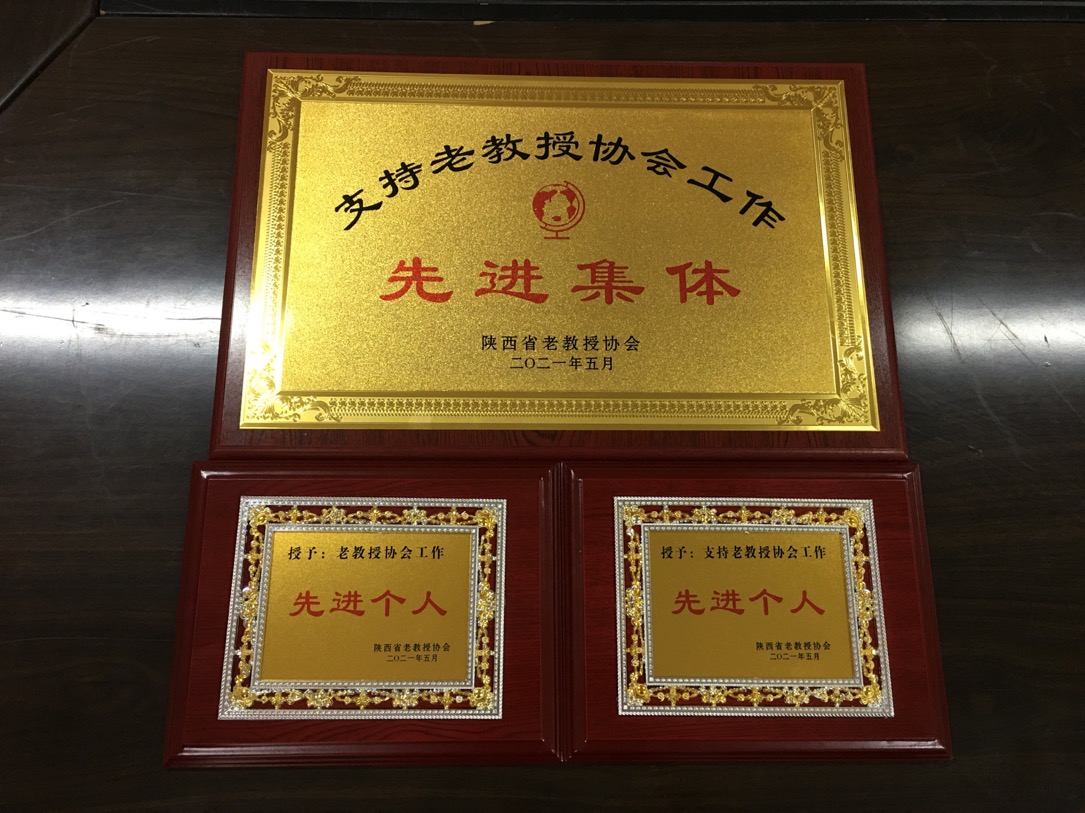 支持老教授协会工作
先进集体
陕西省老教授协会
二〇二一年五月
授予：老教授协会工作
先进个人
陕西省老教授协会
二〇二一年五月
授予：支持老教授协会工作
先进个人
陕西省老教授协会
二〇二一年五月